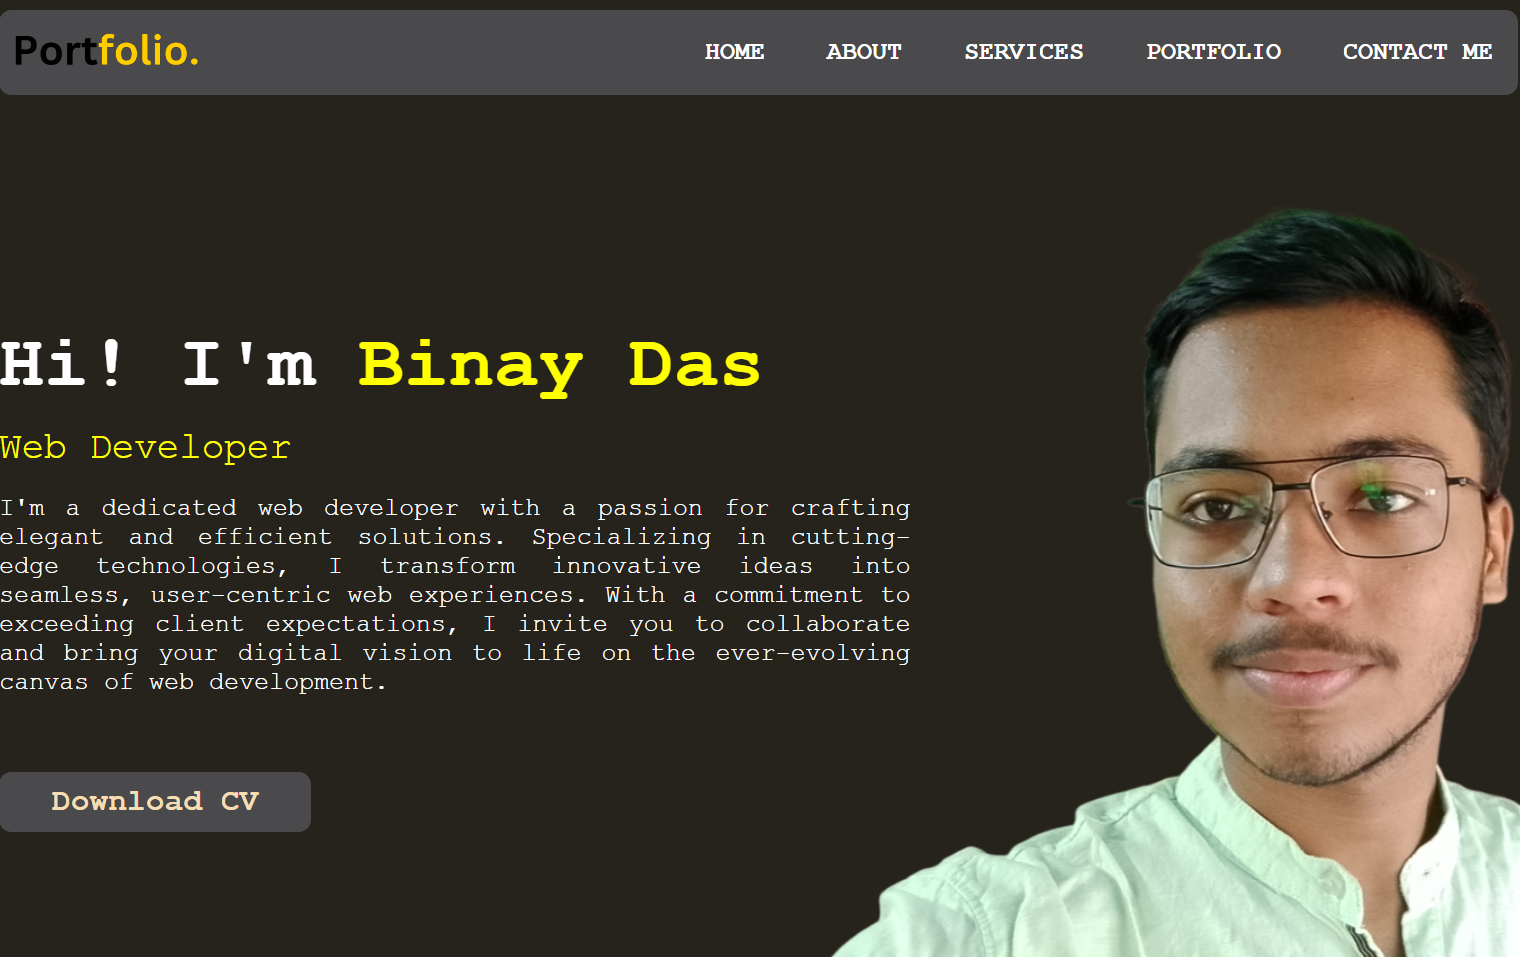 Portfolio.
HOME ABOUT SERVICES PORTFOLIO CONTACT ME
Hi! I'm Binay Das
Web Developer
I'm a dedicated web developer with a passion for crafting
elegant and efficient solutions. Specializing in cutting-
edge technologies, I transform innovative ideas into
seamless, user-centric web experiences. With a commitment to
exceeding client expectations, I invite you to collaborate
and bring your digital vision to life on the ever-evolving
canvas of web development.
Download CV